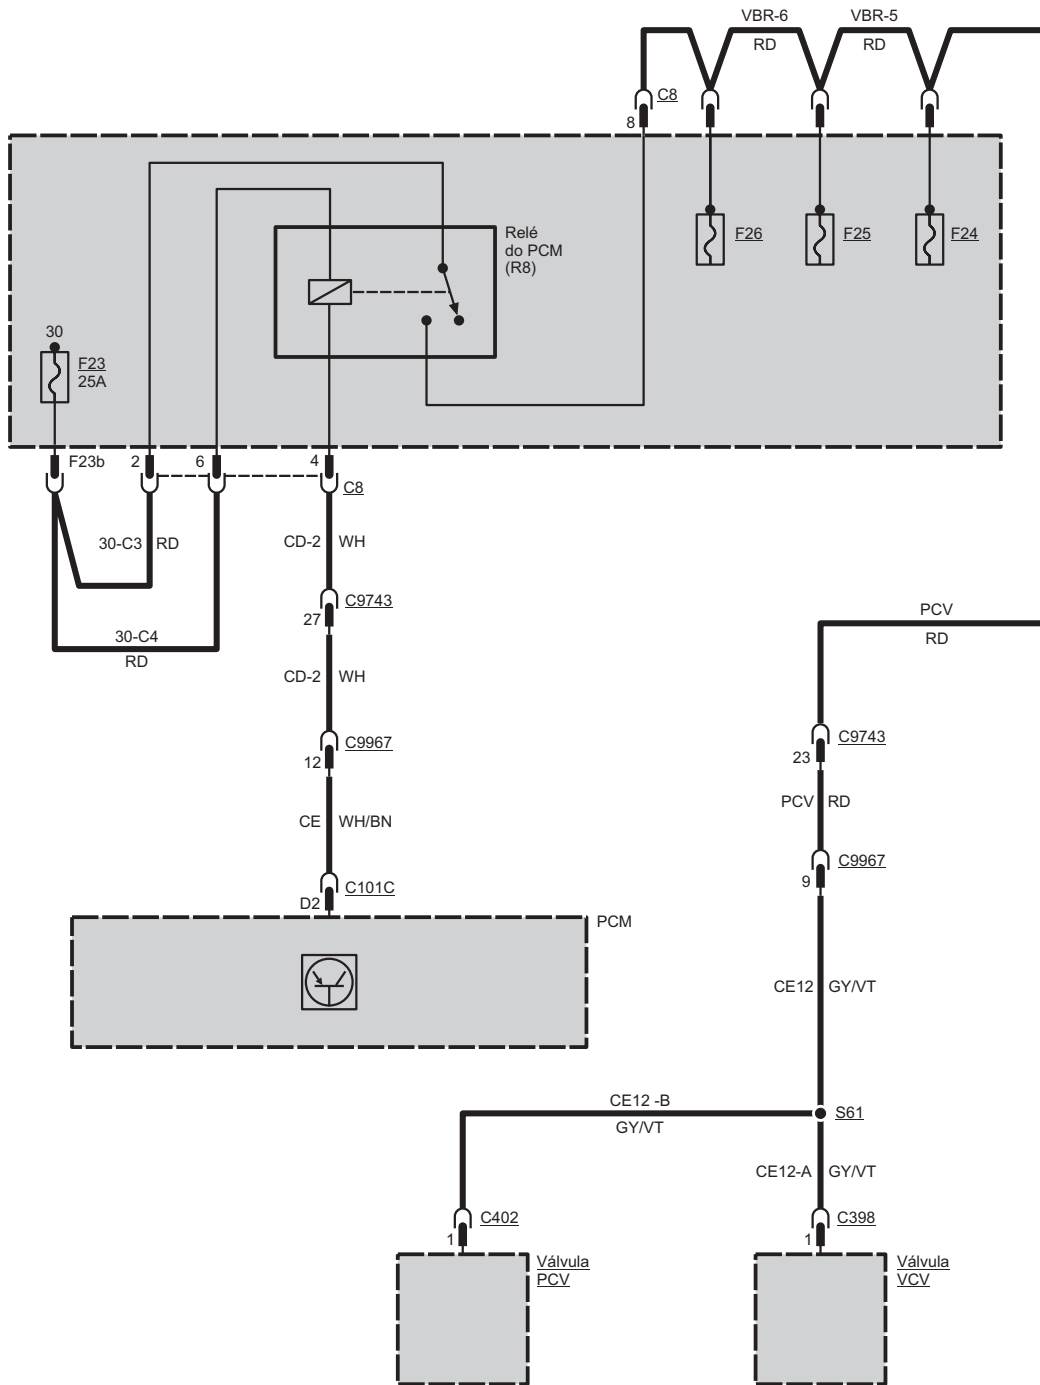 VBR-6
RD
VBR-5
RD
C8
8
F26
F25
F24
Relé
do PCM
(R8)
30
F23
25A
F23b
2
6
4
C8
30-C3
RD
CD-2
WH
C9743
27
30-C4
RD
CD-2
WH
C9967
12
CE
WH/BN
C101C
D2
PCM
PCV
RD
C9743
23
PCV
RD
C9967
9
CE12
GY/VT
CE12 -B
GY/VT
S61
CE12-A
GY/VT
C402
1
C398
1
Válvula
PCV
Válvula
VCV